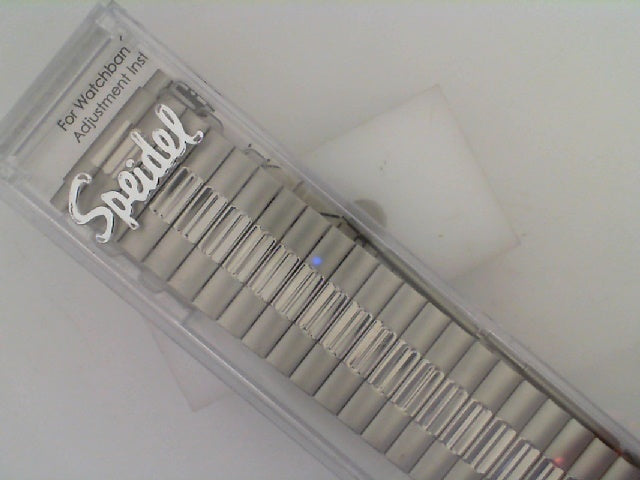 For Watchban
Adjustment Inst
Speidel